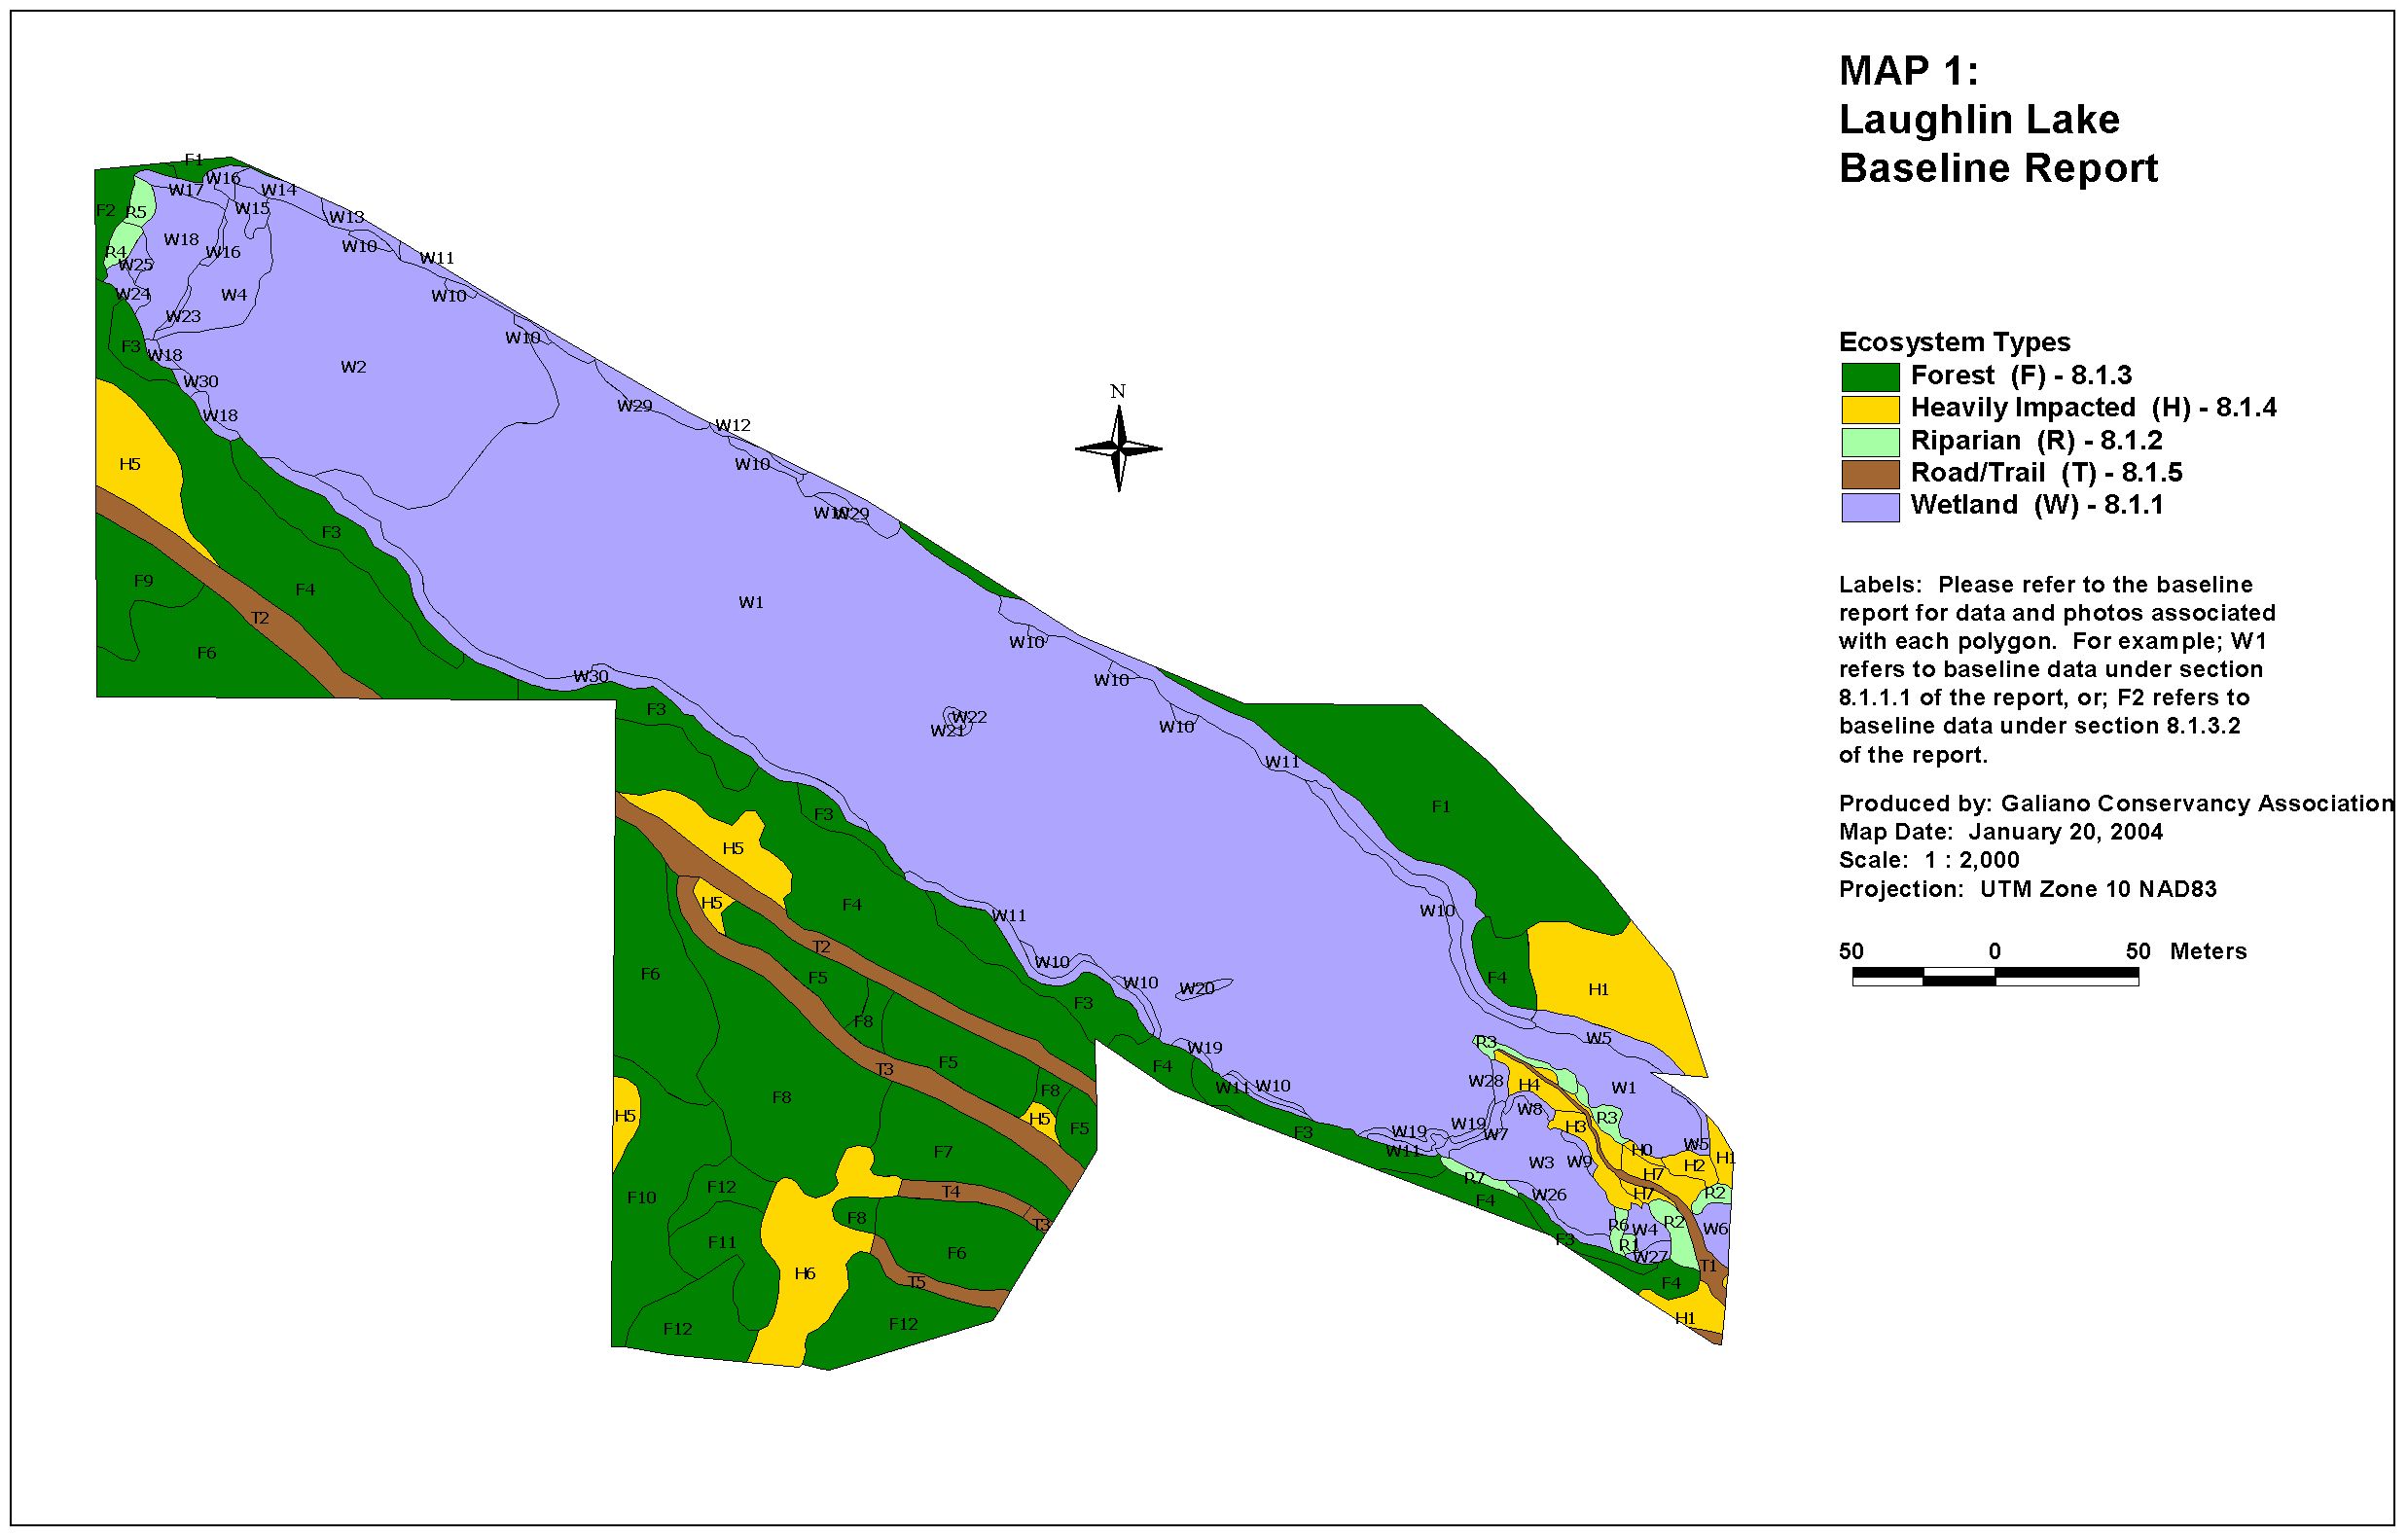 MAP 1:
Laughlin Lake
Baseline Report
Ecosystem Types
Forest (F) - 8.1.3
Heavily Impacted (H) - 8.1.4
Riparian (R) - 8.1.2
Road/Trail (T) - 8.1.5
Wetland (W) - 8.1.1
Labels: Please refer to the baseline
report for data and photos associated
with each polygon. For example; W1
refers to baseline data under section
8.1.1.1 of the report, or; F2 refers to
baseline data under section 8.1.3.2
of the report.
Produced by: Galiano Conservancy Association
Map Date: January 20, 2004
Scale: 1 : 2,000
Projection: UTM Zone 10 NAD83
50 0 50 Meters
N
F1
W16
W17
W14
F2
R5
W15
W13
W18
W10
R4
W16
W11
W25
W24
W4
W10
W23
W10
F3
W18
W2
W30
W29
W18
W12
H5
W10
W10
W29
F3
F9
F4
W1
T2
W10
F6
W30
W10
F3
W22
W21
W10
W11
F3
F1
H5
H5
F4
W10
W11
T2
W10
F6
F5
W10
F4
W20
H1
F3
F8
W5
R3
W19
F5
F4
T3
W28
H4
W1
W11
W10
F8
F8
H5
H5
W8
R3
F5
W19
W19
W7
H3
F3
H0
W5
F7
W11
W3
W9
H2
H1
H7
R7
F12
T4
F10
W26
H7
R2
F4
F8
T3
R6
W4
R2
W6
F11
F3
R1
F6
W27
H6
T1
T5
F4
F12
F12
H1